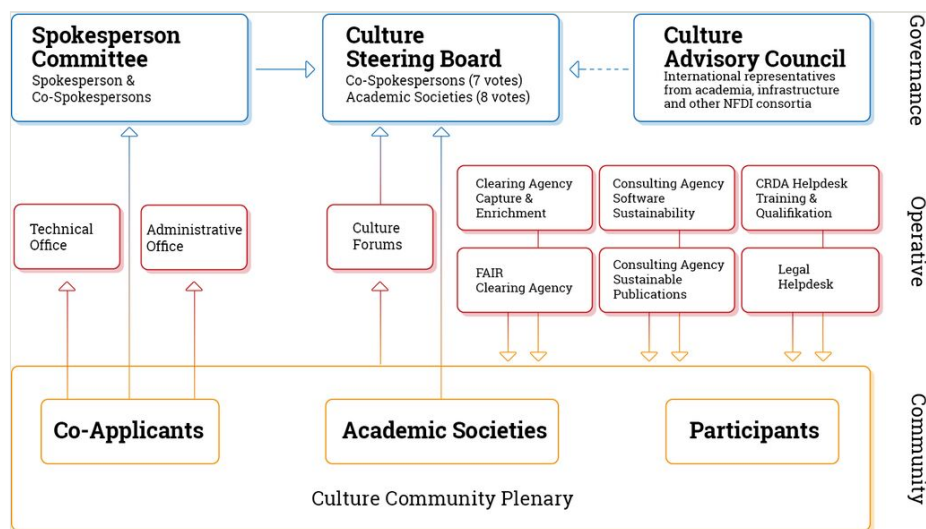 Spokesperson
Committee
Spokesperson &
Co-Spokespersons
Culture
Steering Board
Co-Spokespersons (7 votes)
Academic Societies (8 votes)
Culture
Advisory Council
International representatives
from academia, infrastructure
and other NFDI consortia
Governance
Technical
Office
Administrative
Office
Culture
Forums
Clearing Agency
Capture &
Enrichment
Consulting Agency
Software
Sustainability
CRDA Helpdesk
Training &
Qualifikation
FAIR
Clearing Agency
Consulting Agency
Sustainable
Publications
Legal
Helpdesk
Operative
Co-Applicants
Academic Societies
Participants
Culture Community Plenary
Community